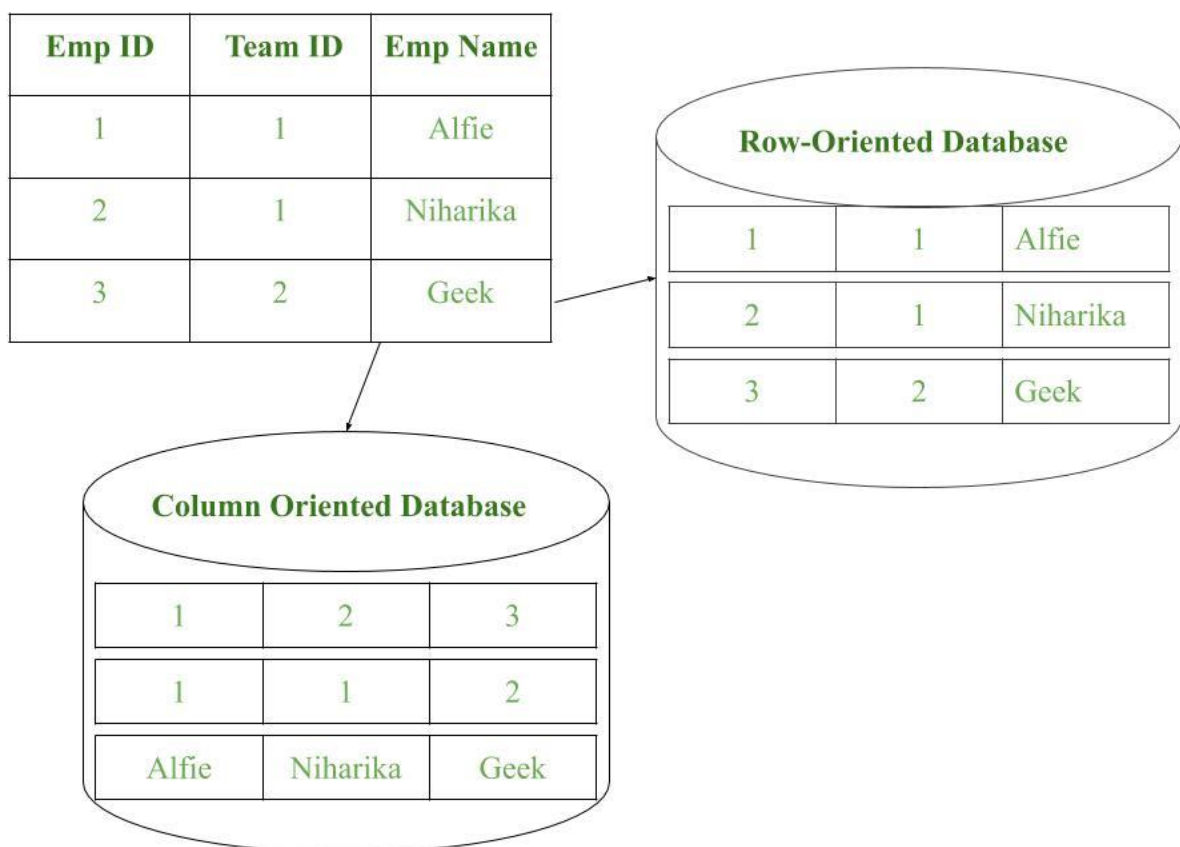 Emp ID Team ID Emp Name
1 1 Alfie
2 1 Niharika
3 2 Geek
Row-Oriented Database
1 1 Alfie
2 1 Niharika
3 2 Geek
Column Oriented Database
1 2 3
1 1 2
Alfie Niharika Geek